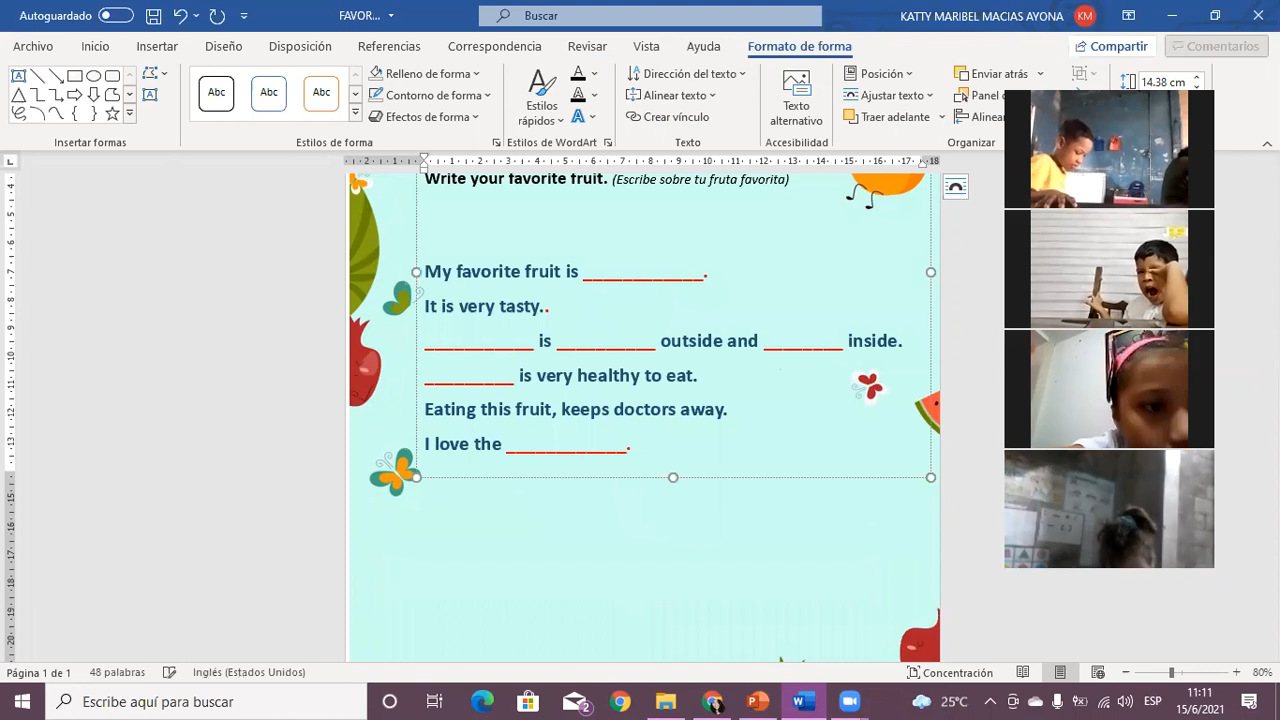 Autoguardado
FAVOR...
Buscar
KATTY MARIBEL MACIAS AYONA
KM
Archivo Inicio Insertar Diseño Disposición Referencias Correspondencia Revisar Vista Ayuda Formato de forma
Compartir
Comentarios
Abc Abc Abc
Relleno de forma
Contorno de forma
Efectos de forma
Estilos rápidos
Dirección del texto
Alinear texto
Crear vínculo
Texto alternativo
Posición
Ajustar texto
Traer adelante
Enviar atrás
Panel
Alinear
14.38 cm
Insertar formas
Estilos de forma
Estilos de WordArt
Texto
Accesibilidad
Organizar
Write your favorite fruit. (Escribe sobre tu fruta favorita)
My favorite fruit is ____________.
It is very tasty..
___________ is __________ outside and ________ inside.
_________ is very healthy to eat.
Eating this fruit, keeps doctors away.
I love the ____________.
Página 1 de 1
48 palabras
Inglés (Estados Unidos)
Concentración
80%
Escribe aquí para buscar
2
25°C
ESP
11:11
15/6/2021